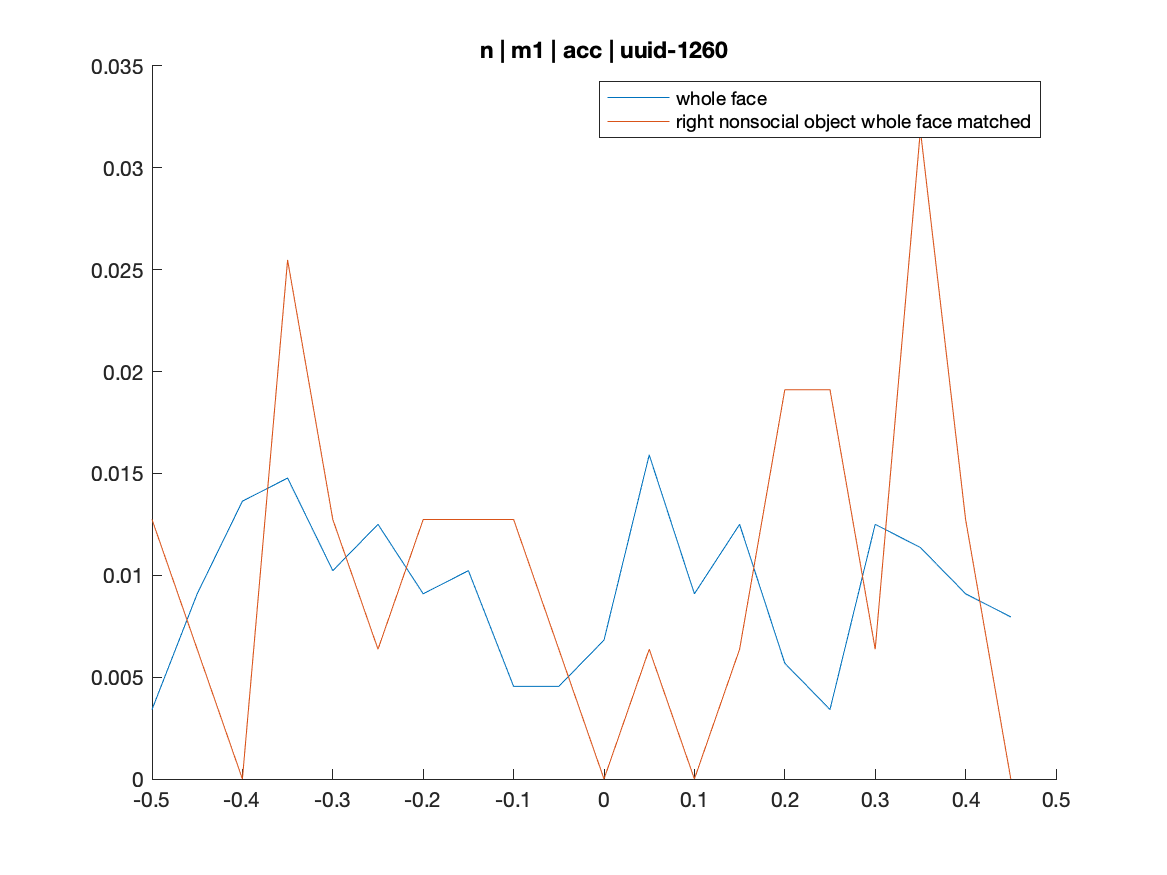 n | m1 | acc | uuid-1260
0.035
whole face
right nonsocial object whole face matched
0.03
0.025
0.02
0.015
0.01
0.005
0
-0.5 -0.4 -0.3 -0.2 -0.1 0 0.1 0.2 0.3 0.4 0.5